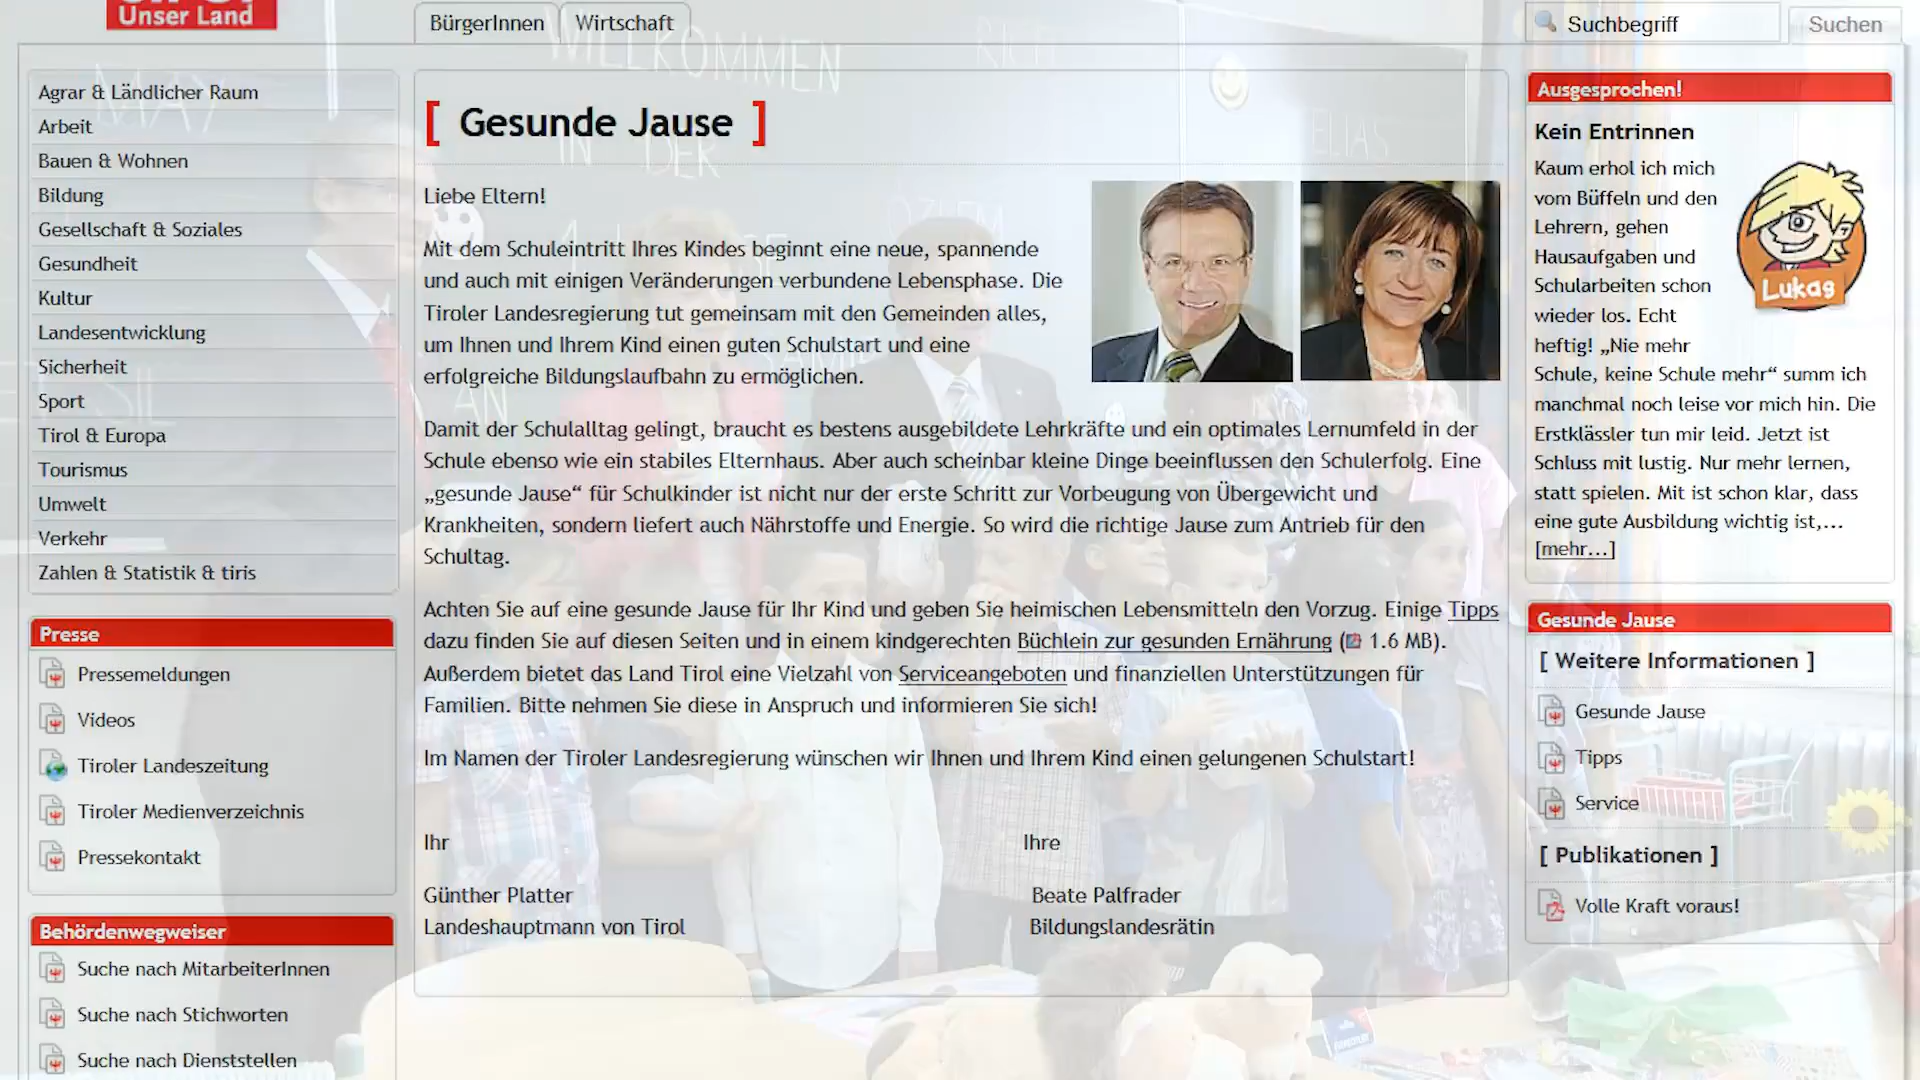 Unser Land
BürgerInnen
Wirtschaft
Suchbegriff
Suchen
Agrar & Ländlicher Raum
Arbeit
Bauen & Wohnen
Bildung
Gesellschaft & Soziales
Gesundheit
Kultur
Landesentwicklung
Sicherheit
Sport
Tirol & Europa
Tourismus
Umwelt
Verkehr
Zahlen & Statistik & tiris
Presse
Pressemeldungen
Videos
Tiroler Landeszeitung
Tiroler Medienverzeichnis
Pressekontakt
Behördenwegweiser
Suche nach MitarbeiterInnen
Suche nach Stichworten
Suche nach Dienststellen
[ Gesunde Jause ]
Liebe Eltern!
Mit dem Schuleintritt Ihres Kindes beginnt eine neue, spannende
und auch mit einigen Veränderungen verbundene Lebensphase. Die
Tiroler Landesregierung tut gemeinsam mit den Gemeinden alles,
um Ihnen und Ihrem Kind einen guten Schulstart und eine
erfolgreiche Bildungslaufbahn zu ermöglichen.
Damit der Schulalltag gelingt, braucht es bestens ausgebildete Lehrkräfte und ein optimales Lernumfeld in der
Schule ebenso wie ein stabiles Elternhaus. Aber auch scheinbar kleine Dinge beeinflussen den Schulerfolg. Eine
„gesunde Jause“ für Schulkinder ist nicht nur der erste Schritt zur Vorbeugung von Übergewicht und
Krankheiten, sondern liefert auch Nährstoffe und Energie. So wird die richtige Jause zum Antrieb für den
Schultag.
Achten Sie auf eine gesunde Jause für Ihr Kind und geben Sie heimischen Lebensmitteln den Vorzug. Einige Tipps
dazu finden Sie auf diesen Seiten und in einem kindgerechten Büchlein zur gesunden Ernährung ( 1.6 MB).
Außerdem bietet das Land Tirol eine Vielzahl von Serviceangeboten und finanziellen Unterstützungen für
Familien. Bitte nehmen Sie diese in Anspruch und informieren Sie sich!
Im Namen der Tiroler Landesregierung wünschen wir Ihnen und Ihrem Kind einen gelungenen Schulstart!
Ihr
Ihre
Günther Platter
Beate Palfrader
Landeshauptmann von Tirol
Bildungslandesrätin
Ausgesprochen!
Kein Entrinnen
Kaum erhol ich mich
vom Büffeln und den
Lehrern, gehen
Hausaufgaben und
Schularbeiten schon
wieder los. Echt
heftig! „Nie mehr
Schule, keine Schule mehr“ summ ich
manchmal noch leise vor mich hin. Die
Erstklässler tun mir leid. Jetzt ist
Schluss mit lustig. Nur mehr lernen,
statt spielen. Mit ist schon klar, dass
eine gute Ausbildung wichtig ist,...
[mehr...]
Lukas
Gesunde Jause
[ Weitere Informationen ]
Gesunde Jause
Tipps
Service
[ Publikationen ]
Volle Kraft voraus!
WILLKOMMEN
IN DER
ELIAS